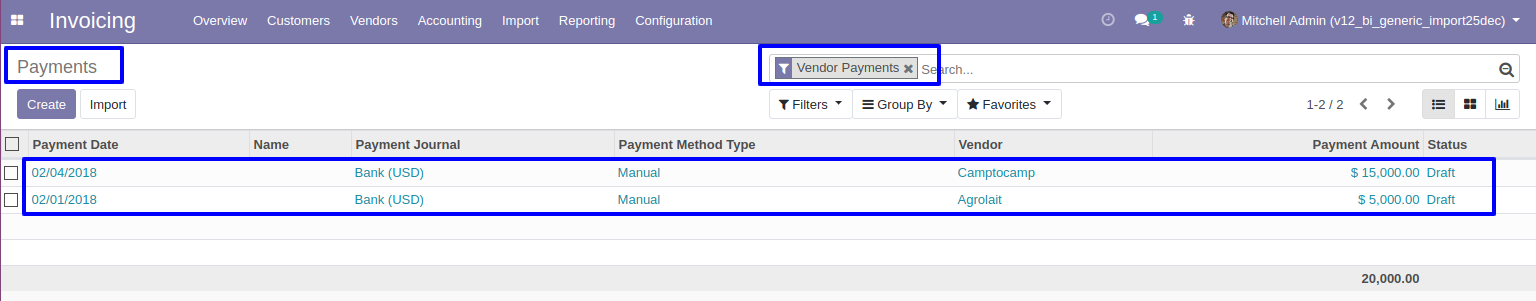 Invoicing Overview Customers Vendors Accounting Import Reporting Configuration 1 Mitchell Admin (v12_bi_generic_import25dec)
Payments Vendor Payments Search...
Create Import Filters Group By Favorites 1-2 / 2
Payment Date Name Payment Journal Payment Method Type Vendor Payment Amount Status
02/04/2018 Bank (USD) Manual Camptocamp $ 15,000.00 Draft
02/01/2018 Bank (USD) Manual Agrolait $ 5,000.00 Draft
20,000.00